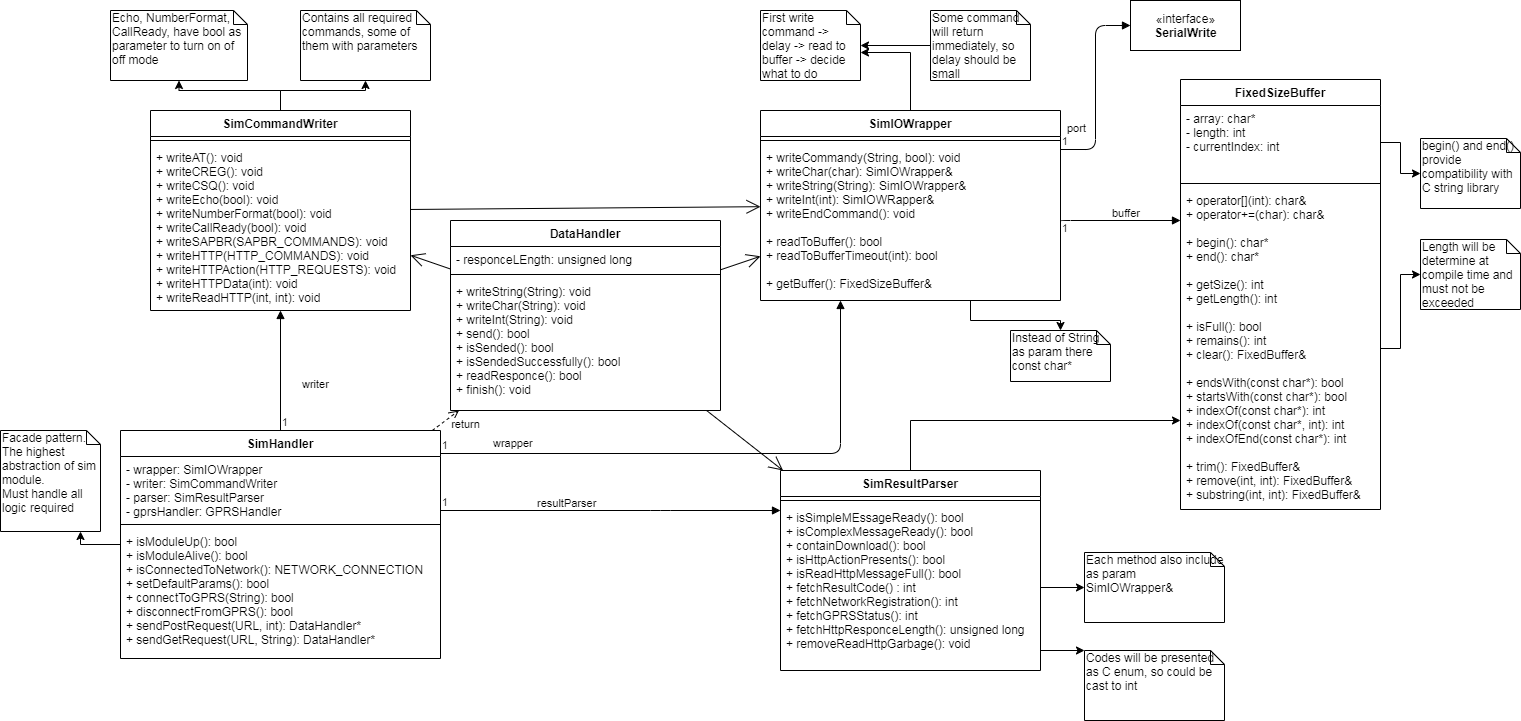 Echo, NumberFormat,
CallReady, have bool as
parameter to turn on of
off mode
Contains all required
commands, some of
them with parameters
First write
command ->
delay -> read to
buffer -> decide
what to do
Some command
will return
immediately, so
delay should be
small
«interface»
SerialWrite
port
1
SimCommandWriter
+ writeAT(): void
+ writeCREG(): void
+ writeCSQ(): void
+ writeEcho(bool): void
+ writeNumberFormat(bool): void
+ writeCallReady(bool): void
+ writeSAPBR(SAPBR_COMMANDS): void
+ writeHTTP(HTTP_COMMANDS): void
+ writeHTTPAction(HTTP_REQUESTS): void
+ writeHTTPData(int): void
+ writeReadHTTP(int, int): void
SimIOWrapper
+ writeCommandy(String, bool): void
+ writeChar(char): SimIOWrapper&
+ writeString(String): SimIOWrapper&
+ writeInt(int): SimIOWRapper&
+ writeEndCommand(): void
+ readToBuffer(): bool
+ readToBufferTimeout(int): bool
+ getBuffer(): FixedSizeBuffer&
buffer
1
FixedSizeBuffer
- array: char*
- length: int
- currentIndex: int
+ operator[](int): char&
+ operator+=(char): char&
+ begin(): char*
+ end(): char*
+ getSize(): int
+ getLength(): int
+ isFull(): bool
+ remains(): int
+ clear(): FixedBuffer&
+ endsWith(const char*): bool
+ startsWith(const char*): bool
+ indexOf(const char*): int
+ indexOf(const char*, int): int
+ indexOfEnd(const char*): int
+ trim(): FixedBuffer&
+ remove(int, int): FixedBuffer&
+ substring(int, int): FixedBuffer&
begin() and end()
provide
compatibility with
C string library
Length will be
determine at
compile time and
must not be
exceeded
DataHandler
- responceLEngth: unsigned long
+ writeString(String): void
+ writeChar(String): void
+ writeInt(String): void
+ send(): bool
+ isSended(): bool
+ isSendedSuccessfully(): bool
+ readResponce(): bool
+ finish(): void
Instead of String
as param there
const char*
writer
1
return
wrapper
1
resultParser
1
Facade pattern.
The highest
abstraction of sim
module.
Must handle all
logic required
SimHandler
- wrapper: SimIOWrapper
- writer: SimCommandWriter
- parser: SimResultParser
- gprsHandler: GPRSHandler
+ isModuleUp(): bool
+ isModuleAlive(): bool
+ isConnectedToNetwork(): NETWORK_CONNECTION
+ setDefaultParams(): bool
+ connectToGPRS(String): bool
+ disconnectFromGPRS(): bool
+ sendPostRequest(URL, int): DataHandler*
+ sendGetRequest(URL, String): DataHandler*
SimResultParser
+ isSimpleMEssageReady(): bool
+ isComplexMessageReady(): bool
+ containDownload(): bool
+ isHttpActionPresents(): bool
+ isReadHttpMessageFull(): bool
+ fetchResultCode() : int
+ fetchNetworkRegistration(): int
+ fetchGPRSStatus(): int
+ fetchHttpResponceLength(): unsigned long
+ removeReadHttpGarbage(): void
Each method also include
as param
SimIOWrapper&
Codes will be presented
as C enum, so could be
cast to int